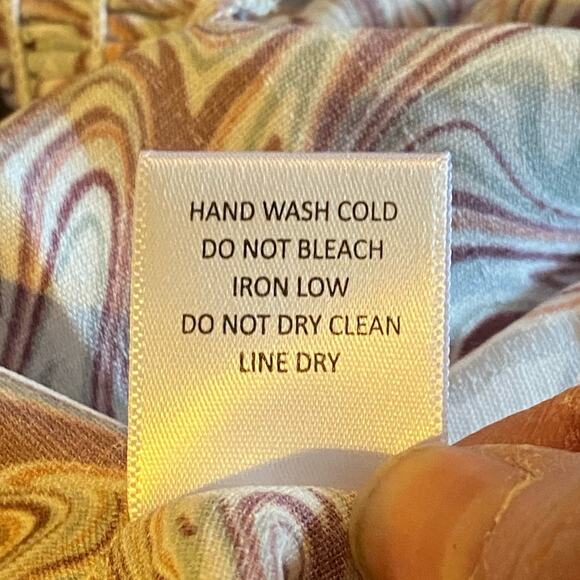 HAND WASH COLD
DO NOT BLEACH
IRON LOW
DO NOT DRY CLEAN
LINE DRY